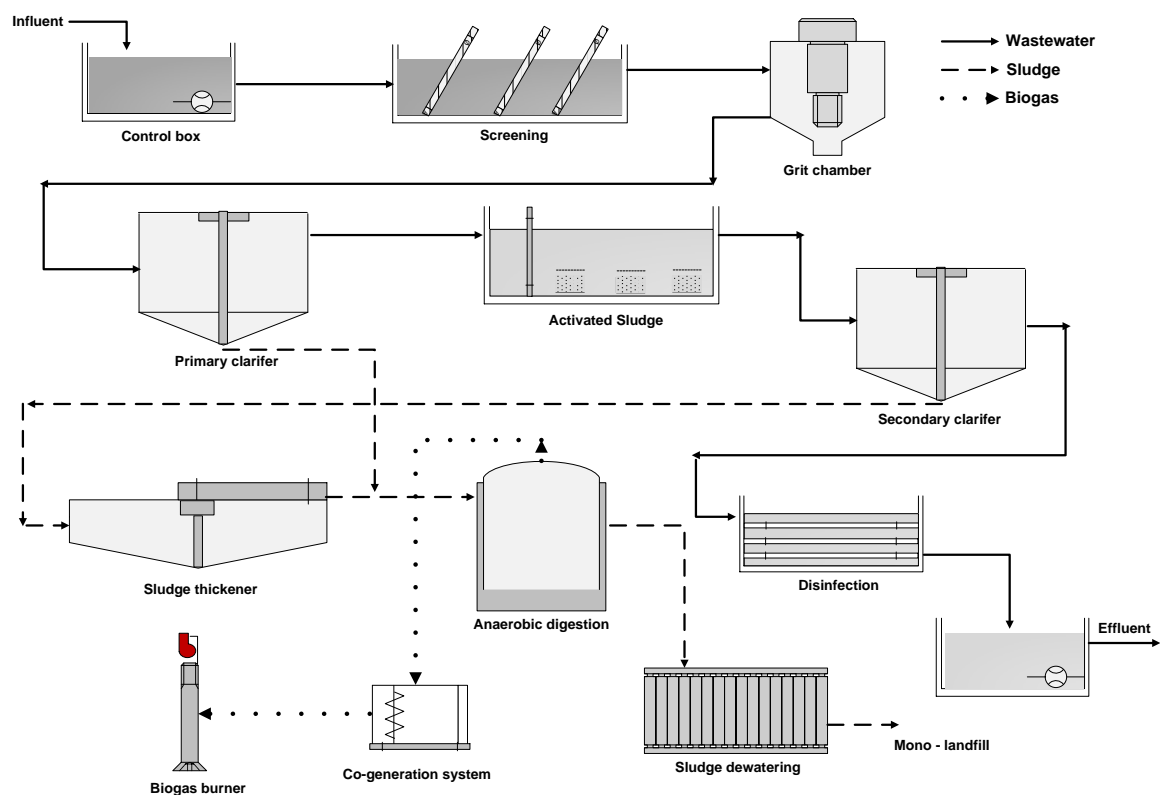 Influent
Wastewater
Sludge
Biogas
Control box
Screening
Grit chamber
Primary clarifer
Activated Sludge
Secondary clarifer
Sludge thickener
Anaerobic digestion
Disinfection
Effluent
Biogas burner
Co-generation system
Sludge dewatering
Mono - landfill